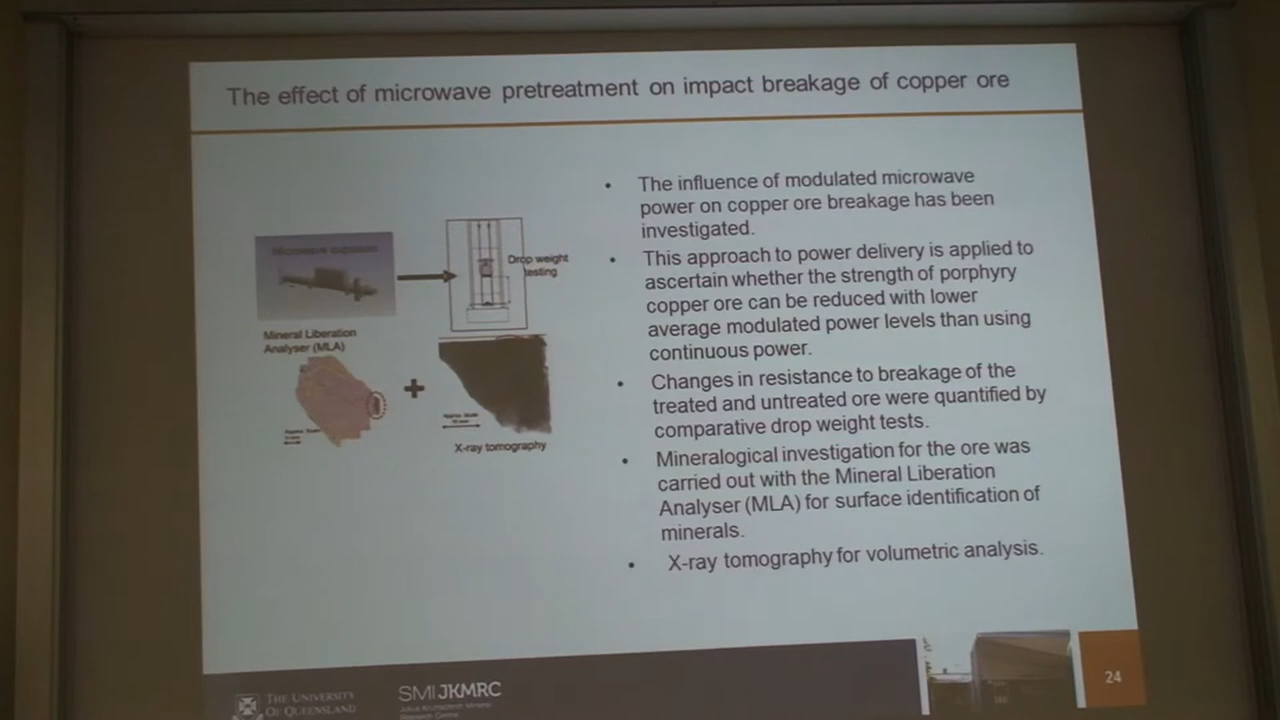 The effect of microwave pretreatment on impact breakage of copper ore
Microwave exposure
Drop weight
testing
Mineral Liberation
Analyser (MLA)
+
X-ray tomography
• The influence of modulated microwave
power on copper ore breakage has been
investigated.
• This approach to power delivery is applied to
ascertain whether the strength of porphyry
copper ore can be reduced with lower
average modulated power levels than using
continuous power.
• Changes in resistance to breakage of the
treated and untreated ore were quantified by
comparative drop weight tests.
• Mineralogical investigation for the ore was
carried out with the Mineral Liberation
Analyser (MLA) for surface identification of
minerals.
• X-ray tomography for volumetric analysis.
THE UNIVERSITY
OF QUEENSLAND
SMI JKMRC
Julius Kruttschnitt Mineral
Research Centre
24